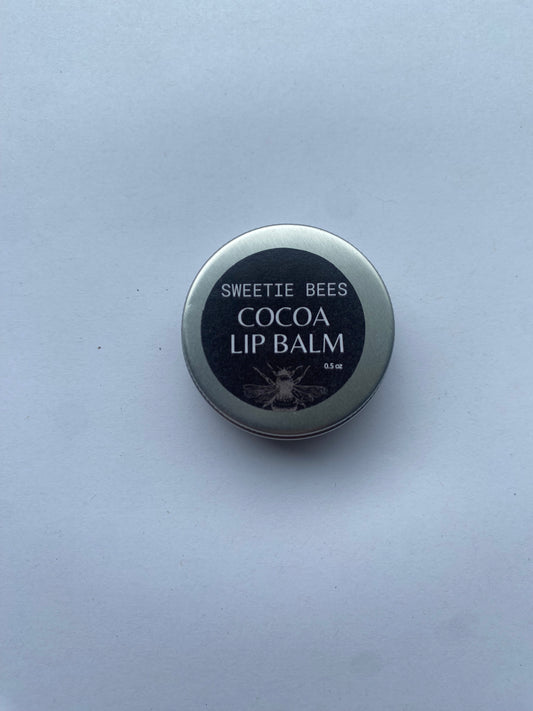 SWEETIE BEES
COCOA
LIP BALM
0.5 oz